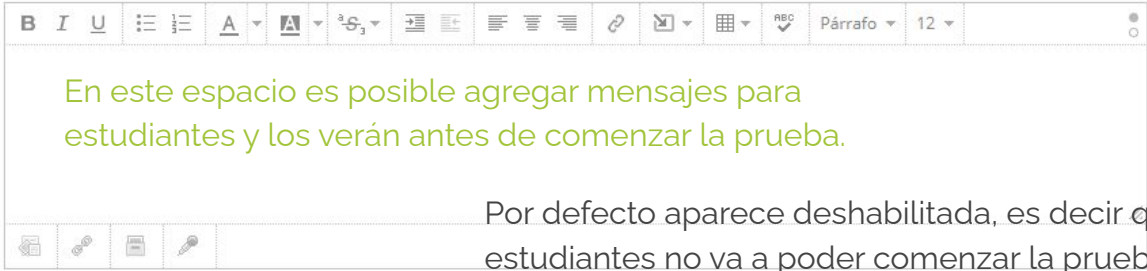 B I U A A ABC Párrafo 12
En este espacio es posible agregar mensajes para
estudiantes y los verán antes de comenzar la prueba.
Por defecto aparece deshabilitada, es decir
estudiantes no va a poder comenzar la